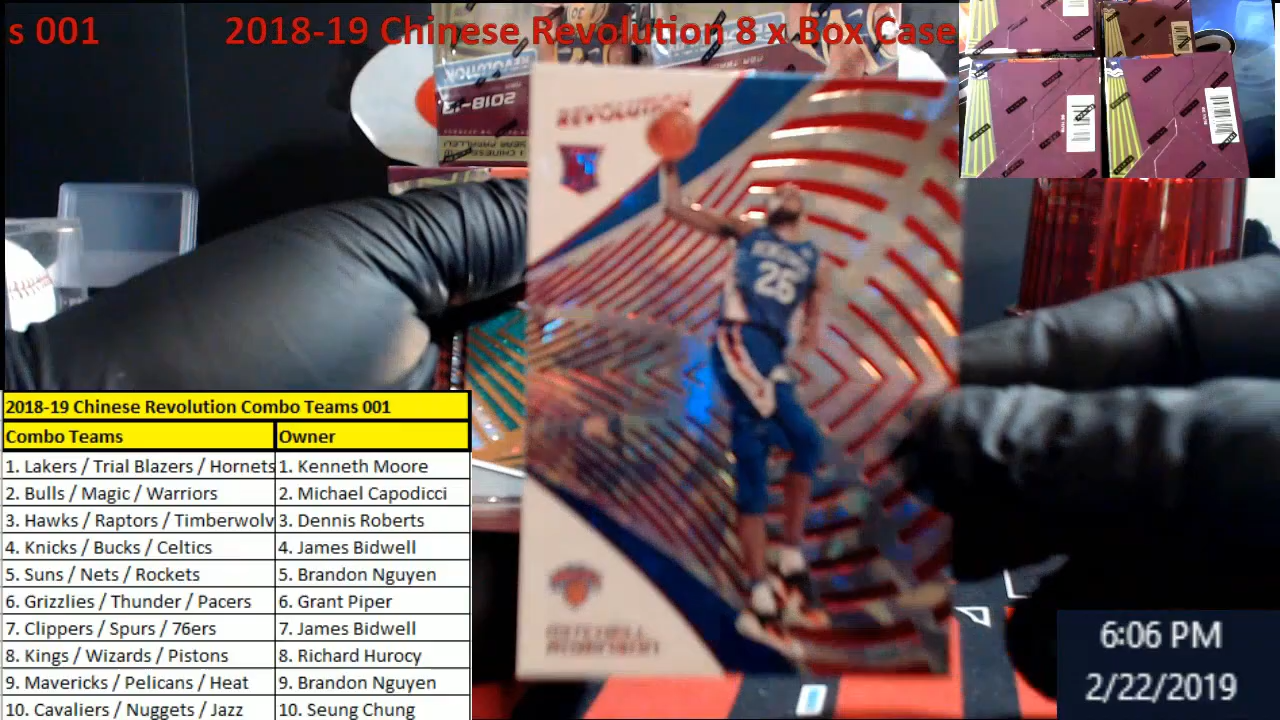 s 001 2018-19 Chinese Revolution 8 x Box Case
REVOLUTION
2018-19
REVOLUTION
26
MITCHELL
ROBINSON
2018-19 Chinese Revolution Combo Teams 001
Combo Teams Owner
1. Lakers / Trial Blazers / Hornets 1. Kenneth Moore
2. Bulls / Magic / Warriors 2. Michael Capodicci
3. Hawks / Raptors / Timberwolv 3. Dennis Roberts
4. Knicks / Bucks / Celtics 4. James Bidwell
5. Suns / Nets / Rockets 5. Brandon Nguyen
6. Grizzlies / Thunder / Pacers 6. Grant Piper
7. Clippers / Spurs / 76ers 7. James Bidwell
8. Kings / Wizards / Pistons 8. Richard Hurocy
9. Mavericks / Pelicans / Heat 9. Brandon Nguyen
10. Cavaliers / Nuggets / Jazz 10. Seung Chung
6:06 PM
2/22/2019